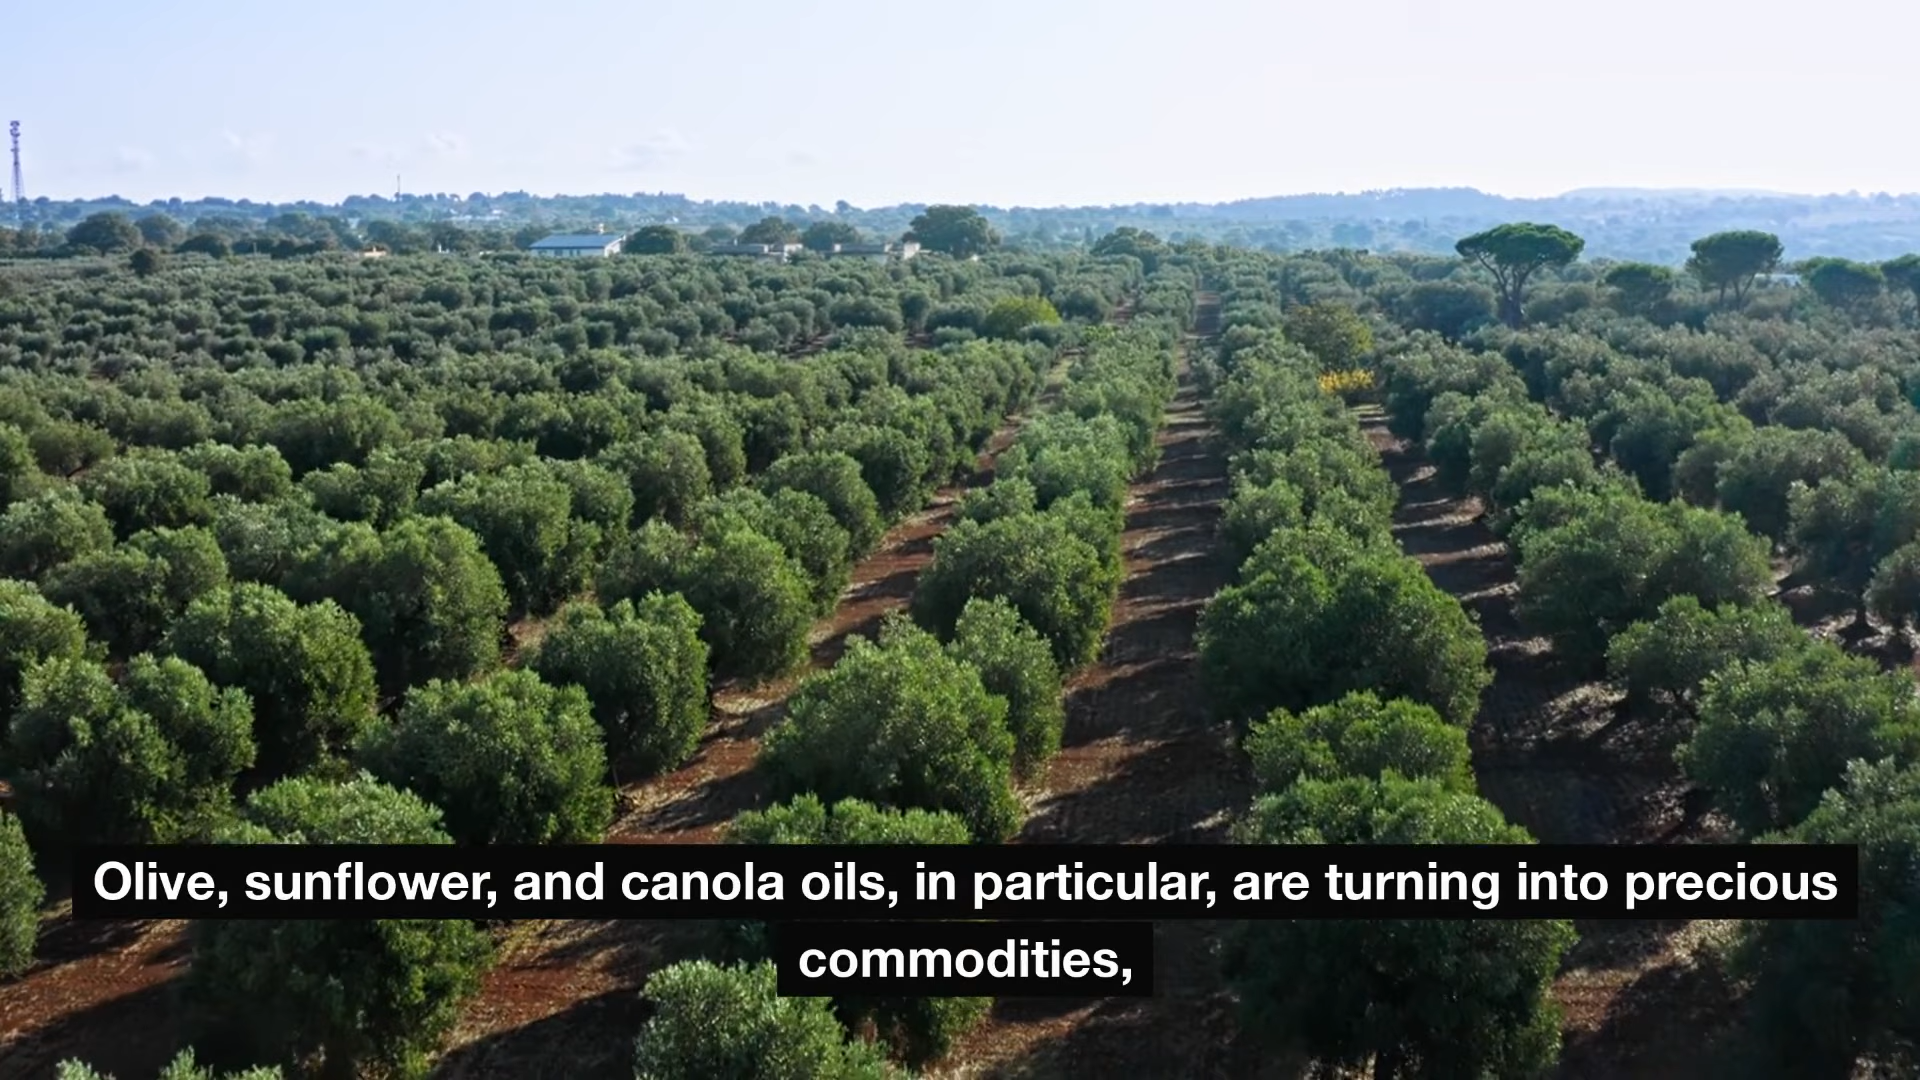 Olive, sunflower, and canola oils, in particular, are turning into precious
commodities,